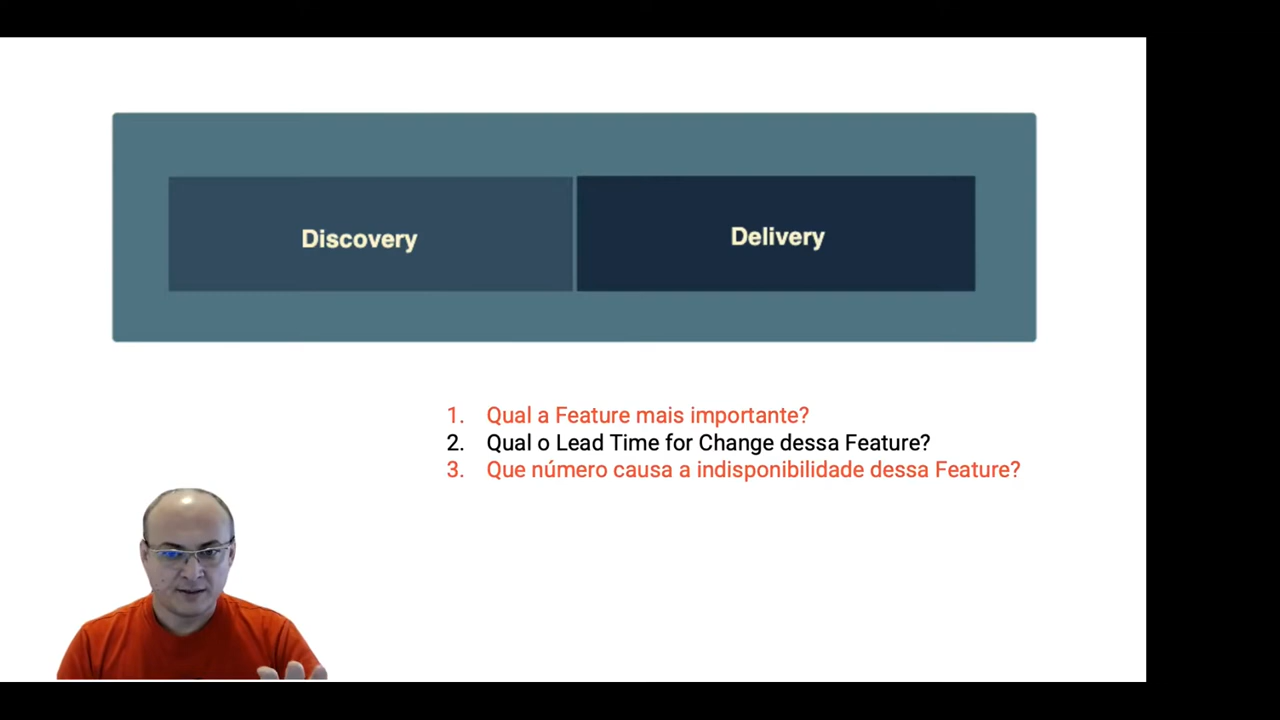 Discovery
Delivery
1. Qual a Feature mais importante?
2. Qual o Lead Time for Change dessa Feature?
3. Que número causa a indisponibilidade dessa Feature?